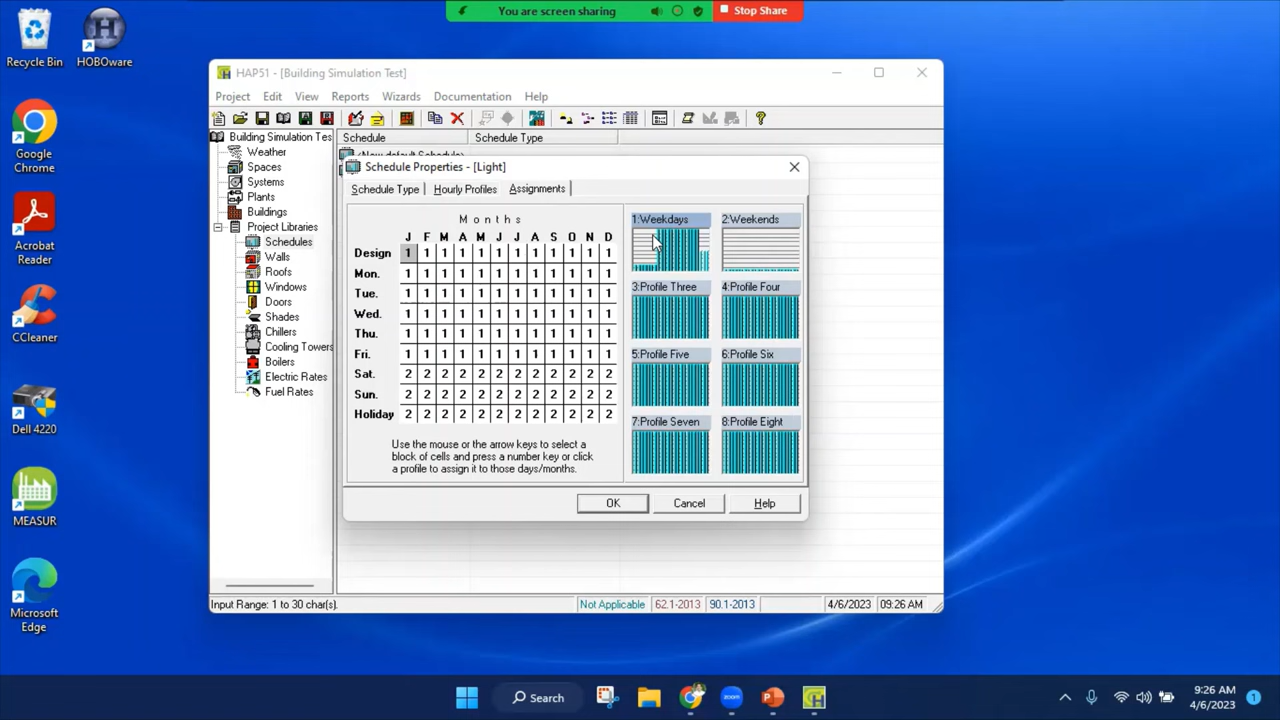 You are screen sharing
Stop Share
Recycle Bin
HOBOware
Google
Chrome
Acrobat
Reader
CCleaner
Dell 4220
MEASUR
Microsoft
Edge
HAP51 - [Building Simulation Test]
Project Edit View Reports Wizards Documentation Help
Building Simulation Tes
Weather
Spaces
Systems
Plants
Buildings
Project Libraries
Schedules
Walls
Roofs
Windows
Doors
Shades
Chillers
Cooling Towers
Boilers
Electric Rates
Fuel Rates
Schedule Schedule Type
<New default Schedule>
Schedule Properties - [Light]
Schedule Type Hourly Profiles Assignments
Months
J F M A M J J A S O N D
Design 1 1 1 1 1 1 1 1 1 1 1 1
Mon. 1 1 1 1 1 1 1 1 1 1 1 1
Tue. 1 1 1 1 1 1 1 1 1 1 1 1
Wed. 1 1 1 1 1 1 1 1 1 1 1 1
Thu. 1 1 1 1 1 1 1 1 1 1 1 1
Fri. 1 1 1 1 1 1 1 1 1 1 1 1
Sat. 2 2 2 2 2 2 2 2 2 2 2 2
Sun. 2 2 2 2 2 2 2 2 2 2 2 2
Holiday 2 2 2 2 2 2 2 2 2 2 2 2
Use the mouse or the arrow keys to select a
block of cells and press a number key or click
a profile to assign it to those days/months.
1:Weekdays 2:Weekends
3:Profile Three 4:Profile Four
5:Profile Five 6:Profile Six
7:Profile Seven 8:Profile Eight
OK Cancel Help
Input Range: 1 to 30 char(s). Not Applicable 62.1-2013 90.1-2013 4/6/2023 09:26 AM
Search
zoom
9:26 AM
4/6/2023
1